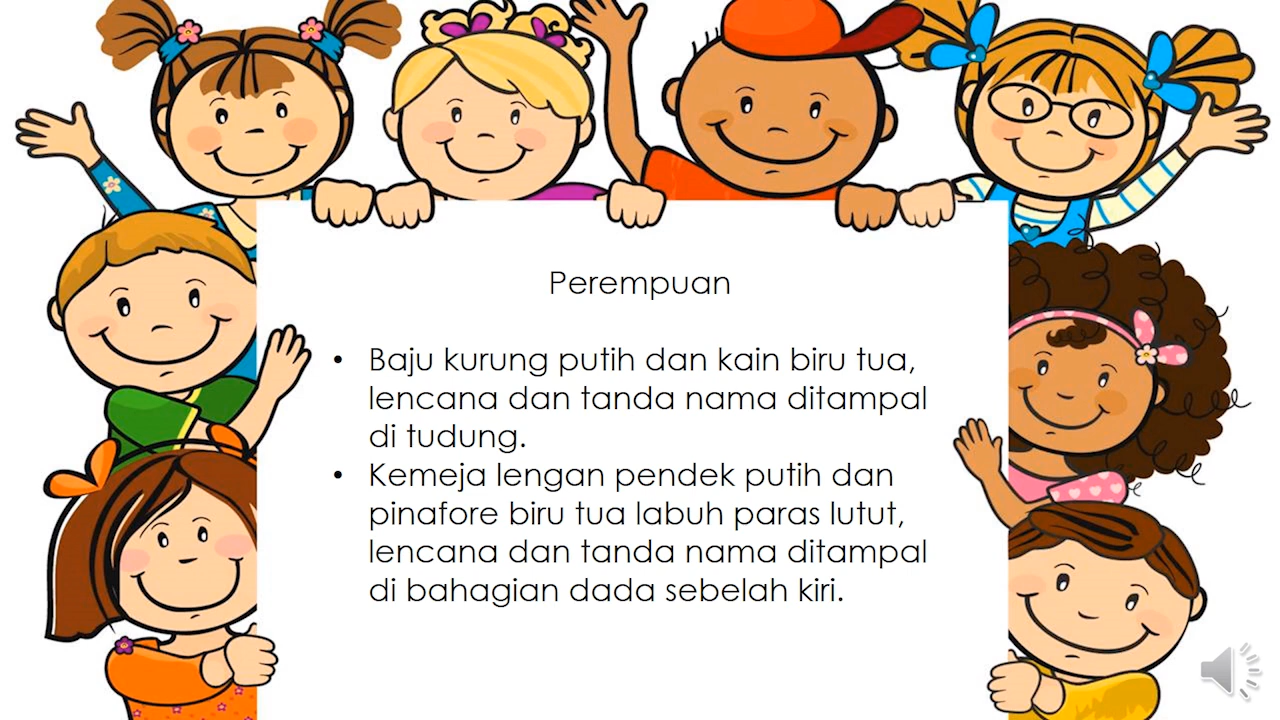 Perempuan
• Baju kurung putih dan kain biru tua,
lencana dan tanda nama ditampal
di tudung.
• Kemeja lengan pendek putih dan
pinafore biru tua labuh paras lutut,
lencana dan tanda nama ditampal
di bahagian dada sebelah kiri.